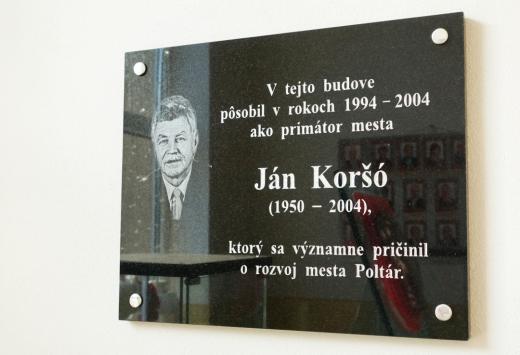 V tejto budove
pôsobil v rokoch 1994 – 2004
ako primátor mesta
Ján Koršó
(1950 – 2004),
ktorý sa významne pričinil
o rozvoj mesta Poltár.